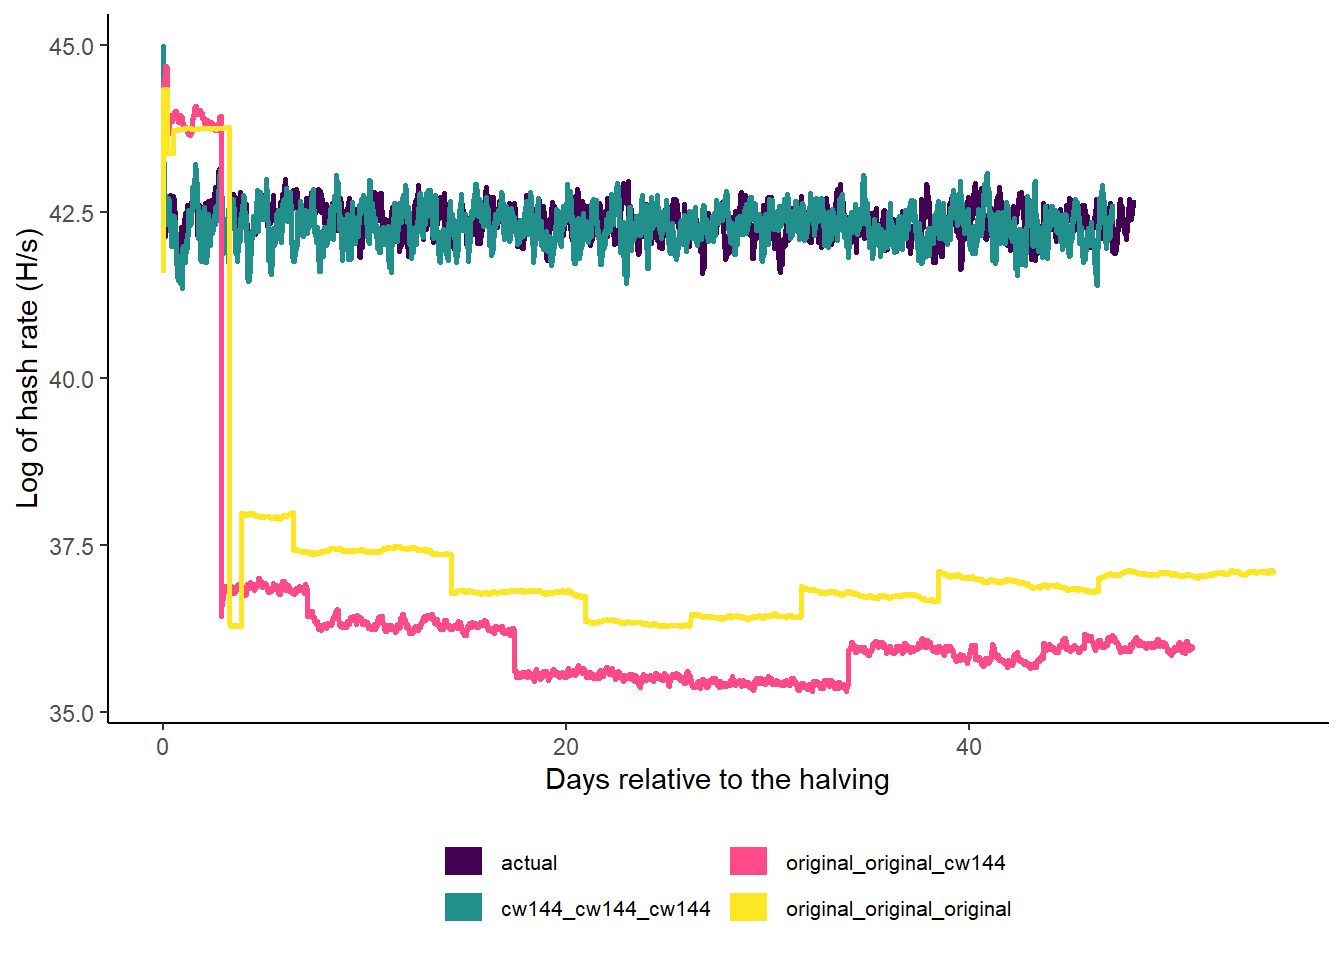 Log of hash rate (H/s)
45.0
42.5
40.0
37.5
35.0
0 20 40
Days relative to the halving
actual original_original_cw144
cw144_cw144_cw144 original_original_original